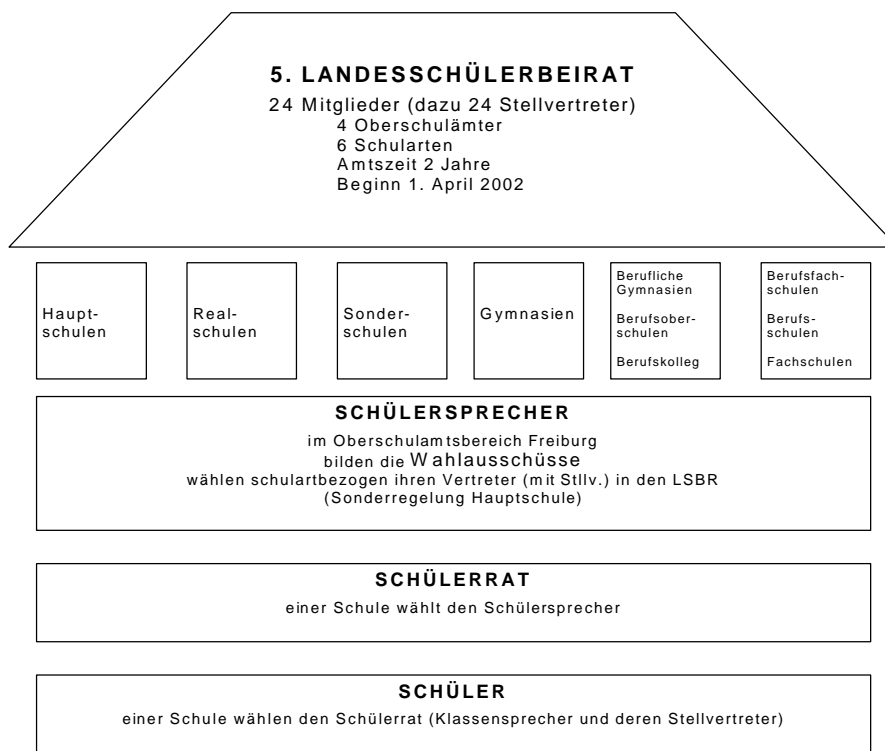 5. LANDESSCHÜLERBEIRAT
24 Mitglieder (dazu 24 Stellvertreter)
4 Oberschulämter
6 Schularten
Amtszeit 2 Jahre
Beginn 1. April 2002
Haupt-
schulen
Real-
schulen
Sonder-
schulen
Gymnasien
Berufliche
Gymnasien
Berufsober-
schulen
Berufskolleg
Berufsfach-
schulen
Berufs-
schulen
Fachschulen
SCHÜLERSPRECHER
im Oberschulamtsbereich Freiburg
bilden die Wahlausschüsse
wählen schulartbezogen ihren Vertreter (mit Stllv.) in den LSBR
(Sonderregelung Hauptschule)
SCHÜLERRAT
einer Schule wählt den Schülersprecher
SCHÜLER
einer Schule wählen den Schülerrat (Klassensprecher und deren Stellvertreter)